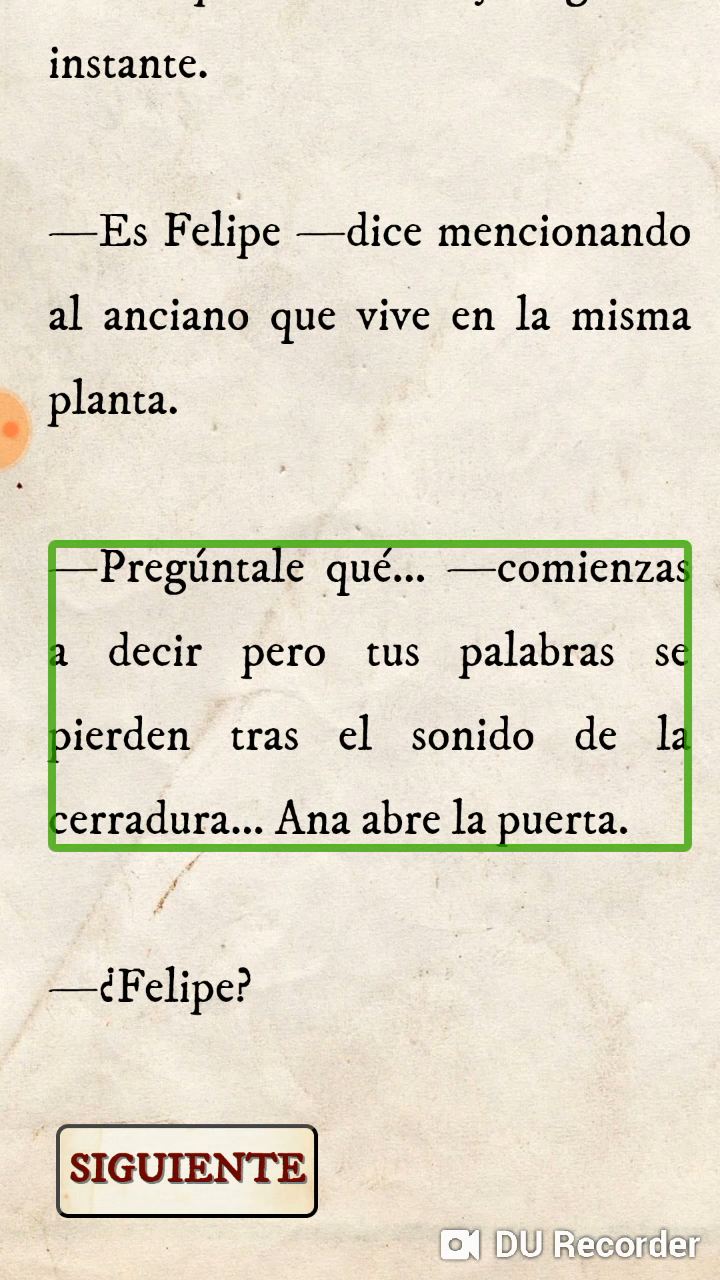 instante.
—Es Felipe —dice mencionando
al anciano que vive en la misma
planta.
—Pregúntale qué... —comienzas
a decir pero tus palabras se
pierden tras el sonido de la
cerradura... Ana abre la puerta.
—¿Felipe?
SIGUIENTE
DU Recorder